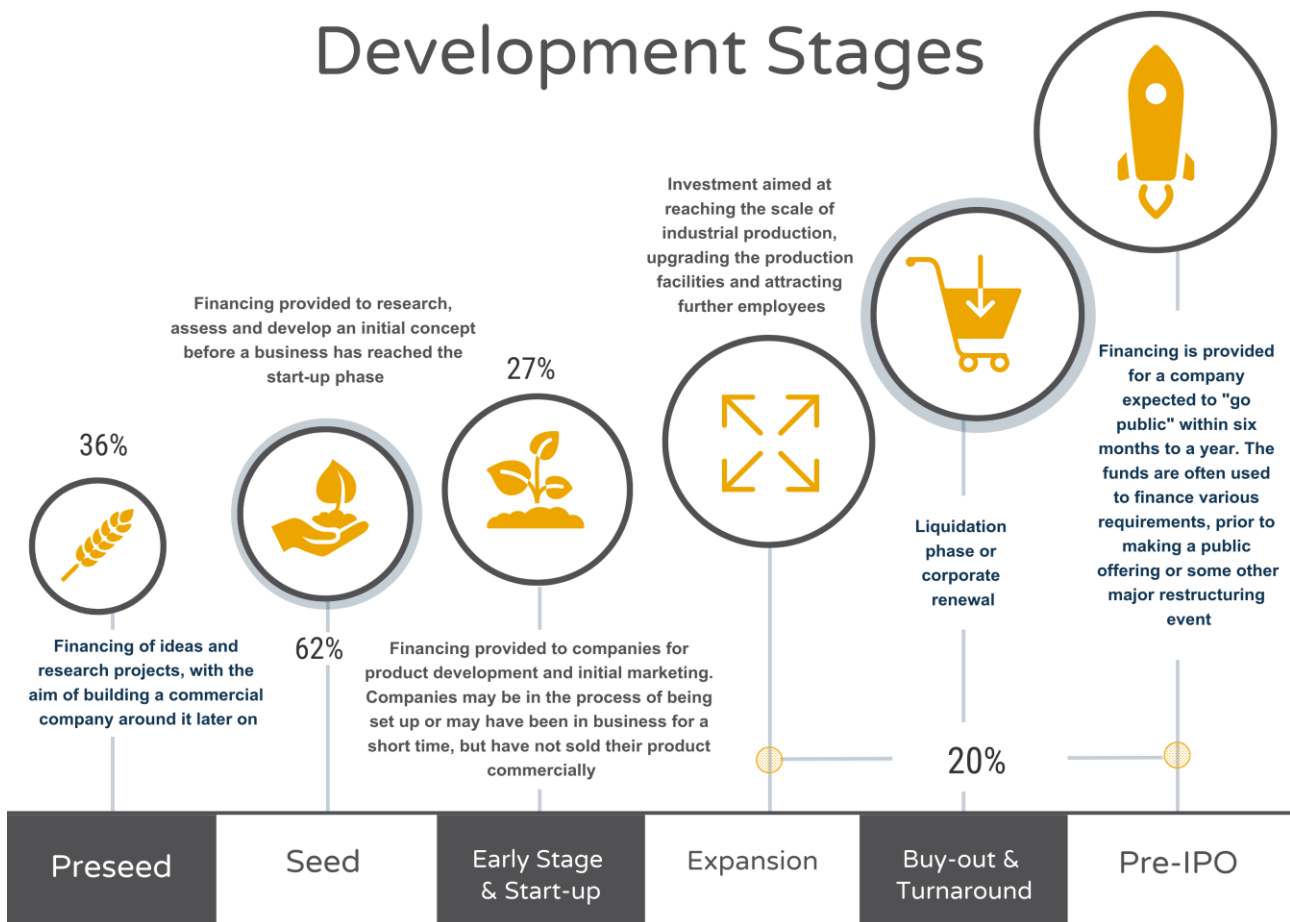 Development Stages
36%
Financing of ideas and
research projects, with the
aim of building a commercial
company around it later on
Financing provided to research,
assess and develop an initial concept
before a business has reached the
start-up phase
62%
27%
Financing provided to companies for
product development and initial marketing.
Companies may be in the process of being
set up or may have been in business for a
short time, but have not sold their product
commercially
Investment aimed at
reaching the scale of
industrial production,
upgrading the production
facilities and attracting
further employees
Liquidation
phase or
corporate
renewal
Financing is provided
for a company
expected to "go
public" within six
months to a year. The
funds are often used
to finance various
requirements, prior to
making a public
offering or some other
major restructuring
event
20%
Preseed
Seed
Early Stage
& Start-up
Expansion
Buy-out &
Turnaround
Pre-IPO